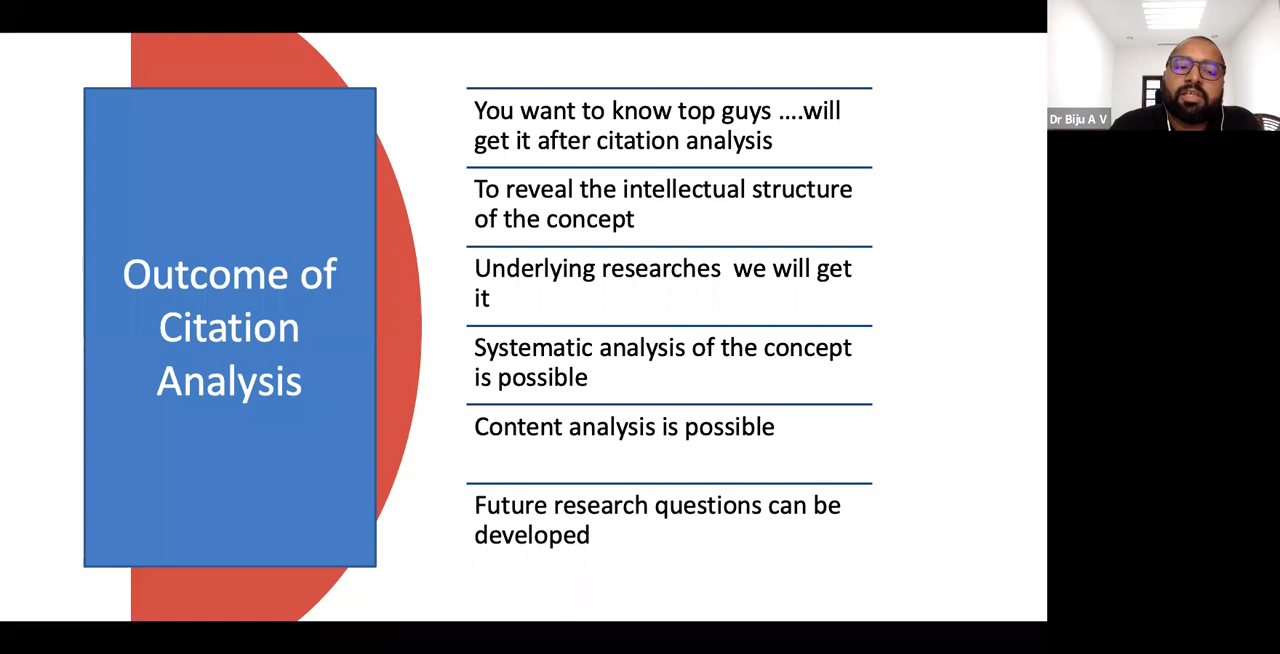 Outcome of
Citation
Analysis
You want to know top guys ....will
get it after citation analysis
To reveal the intellectual structure
of the concept
Underlying researches  we will get
it
Systematic analysis of the concept
is possible
Content analysis is possible
Future research questions can be
developed
Dr Biju A V